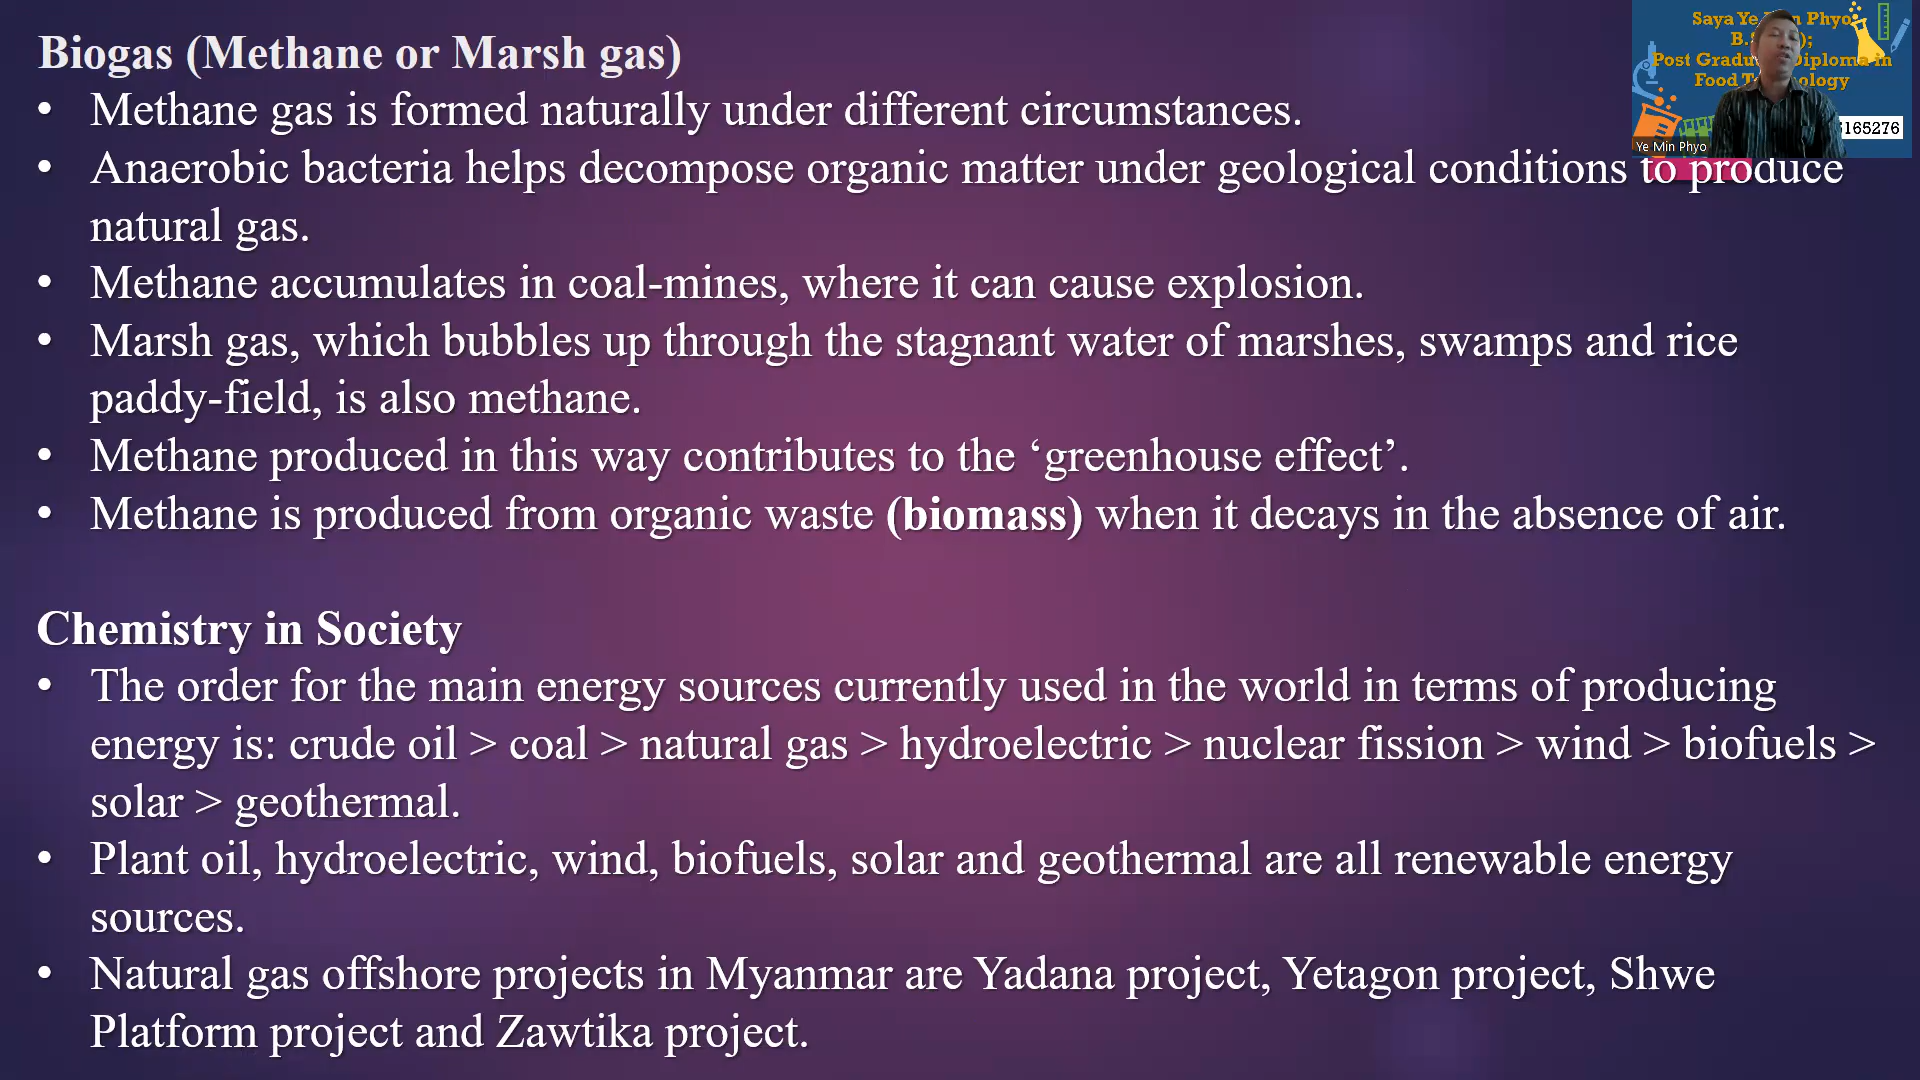 Biogas (Methane or Marsh gas)
• Methane gas is formed naturally under different circumstances.
• Anaerobic bacteria helps decompose organic matter under geological conditions to produce
natural gas.
• Methane accumulates in coal-mines, where it can cause explosion.
• Marsh gas, which bubbles up through the stagnant water of marshes, swamps and rice
paddy-field, is also methane.
• Methane produced in this way contributes to the ‘greenhouse effect’.
• Methane is produced from organic waste (biomass) when it decays in the absence of air.
Chemistry in Society
• The order for the main energy sources currently used in the world in terms of producing
energy is: crude oil > coal > natural gas > hydroelectric > nuclear fission > wind > biofuels >
solar > geothermal.
• Plant oil, hydroelectric, wind, biofuels, solar and geothermal are all renewable energy
sources.
• Natural gas offshore projects in Myanmar are Yadana project, Yetagon project, Shwe
Platform project and Zawtika project.
Saya Ye Phyo
Post in
Food
165276
Ye Min Phyo